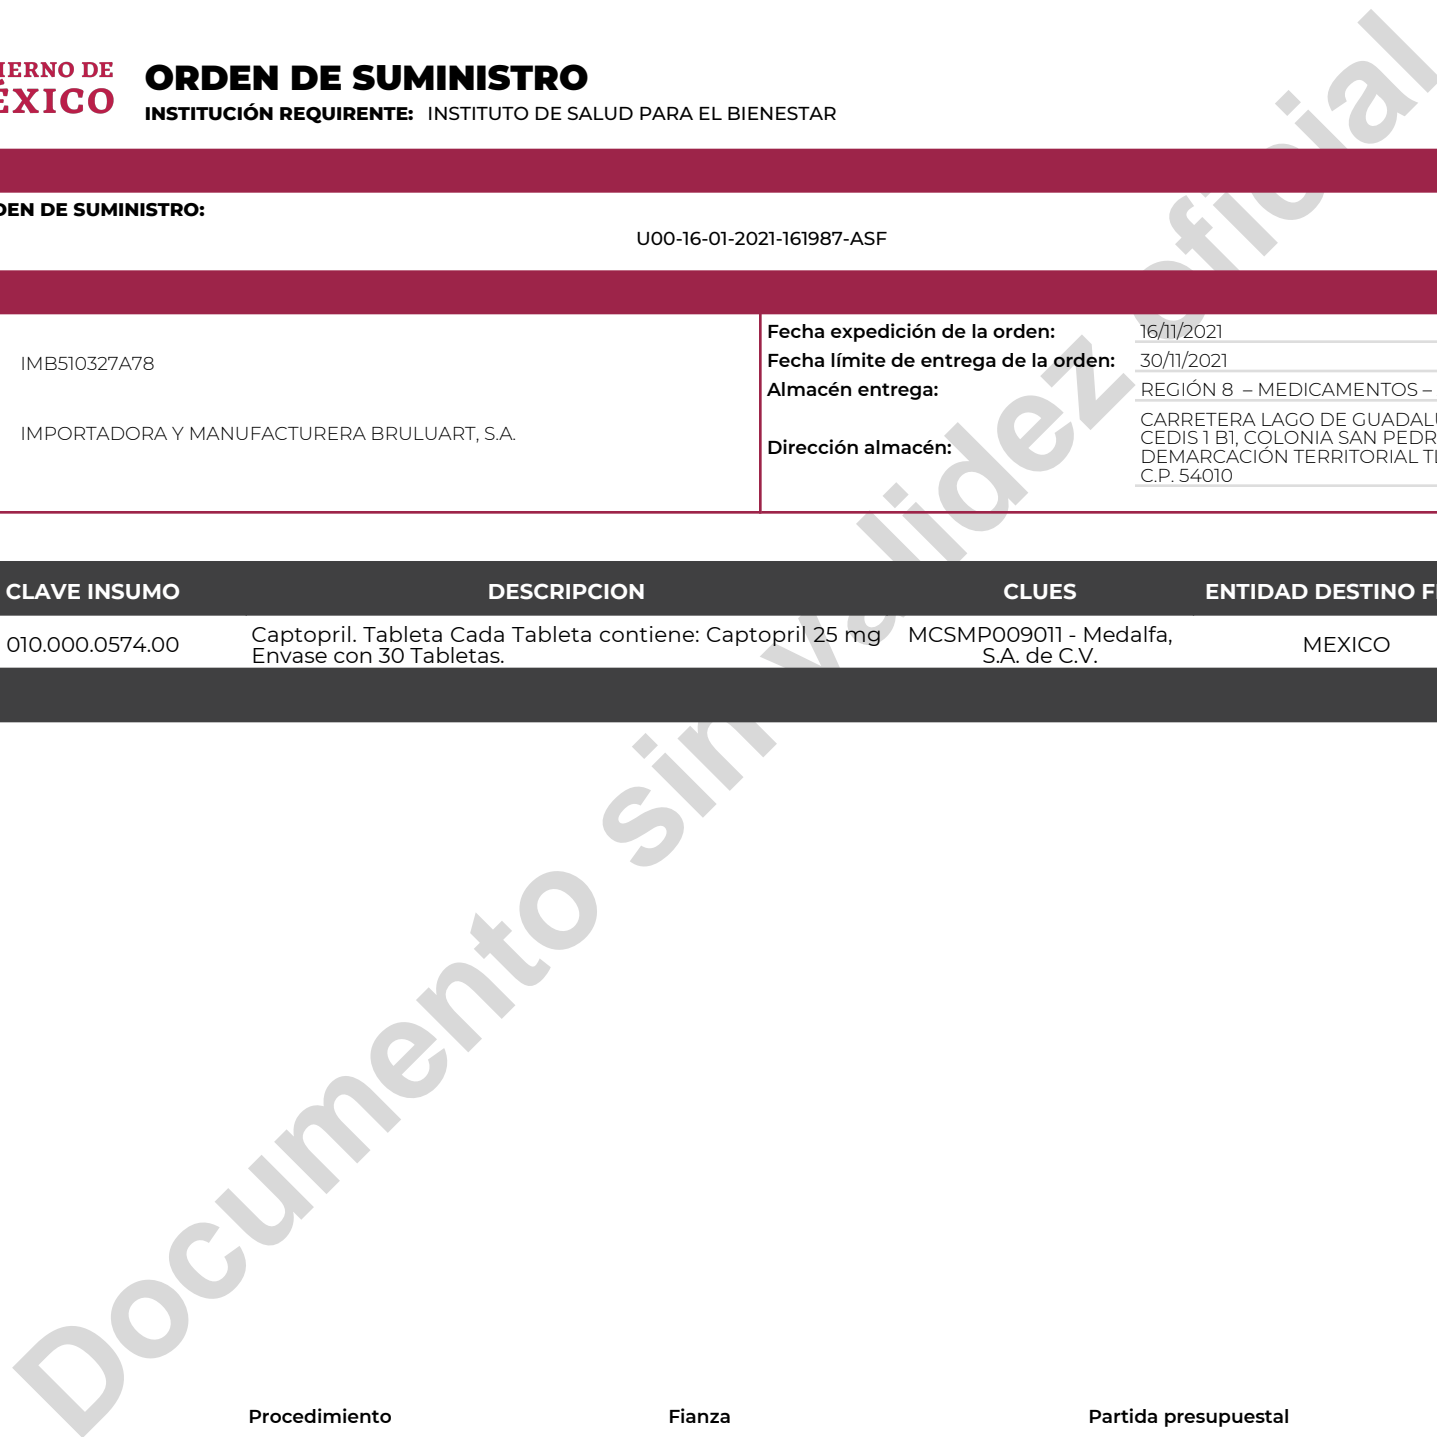 IERNO DE
ÉXICO
ORDEN DE SUMINISTRO
INSTITUCIÓN REQUIRENTE: INSTITUTO DE SALUD PARA EL BIENESTAR
DEN DE SUMINISTRO:
U00-16-01-2021-161987-ASF
IMB510327A78
IMPORTADORA Y MANUFACTURERA BRULUART, S.A.
Fecha expedición de la orden: 16/11/2021
Fecha límite de entrega de la orden: 30/11/2021
Almacén entrega: REGIÓN 8 – MEDICAMENTOS –
Dirección almacén:
CARRETERA LAGO DE GUADALU
CEDIS 1 B1, COLONIA SAN PEDR
DEMARCACIÓN TERRITORIAL TL
C.P. 54010
CLAVE INSUMO DESCRIPCION CLUES ENTIDAD DESTINO F
010.000.0574.00
Captopril. Tableta Cada Tableta contiene: Captopril 25 mg
Envase con 30 Tabletas.
MCSMP009011 - Medalfa,
S.A. de C.V.
MEXICO
Documento sin validez oficial
Procedimiento Fianza Partida presupuestal